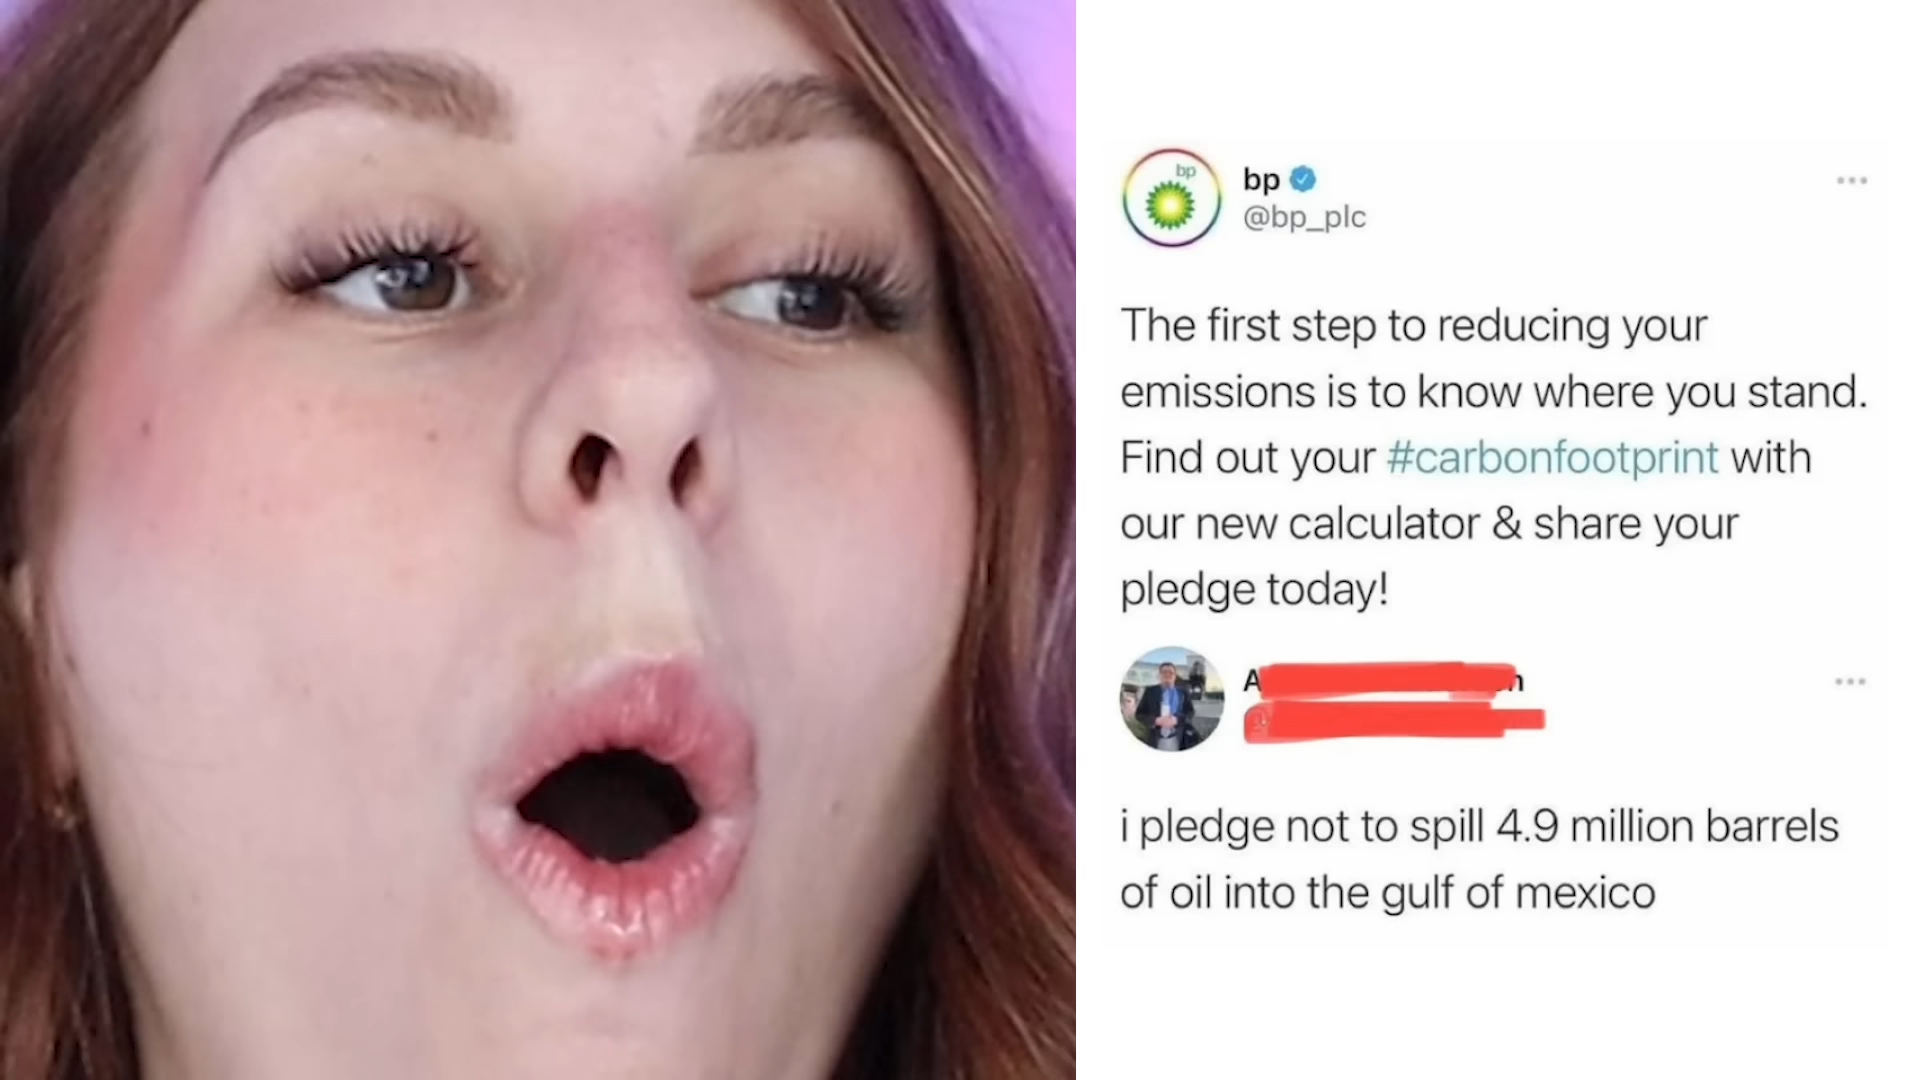 bp
bp
@bp_plc
The first step to reducing your
emissions is to know where you stand.
Find out your #carbonfootprint with
our new calculator & share your
pledge today!
i pledge not to spill 4.9 million barrels
of oil into the gulf of mexico